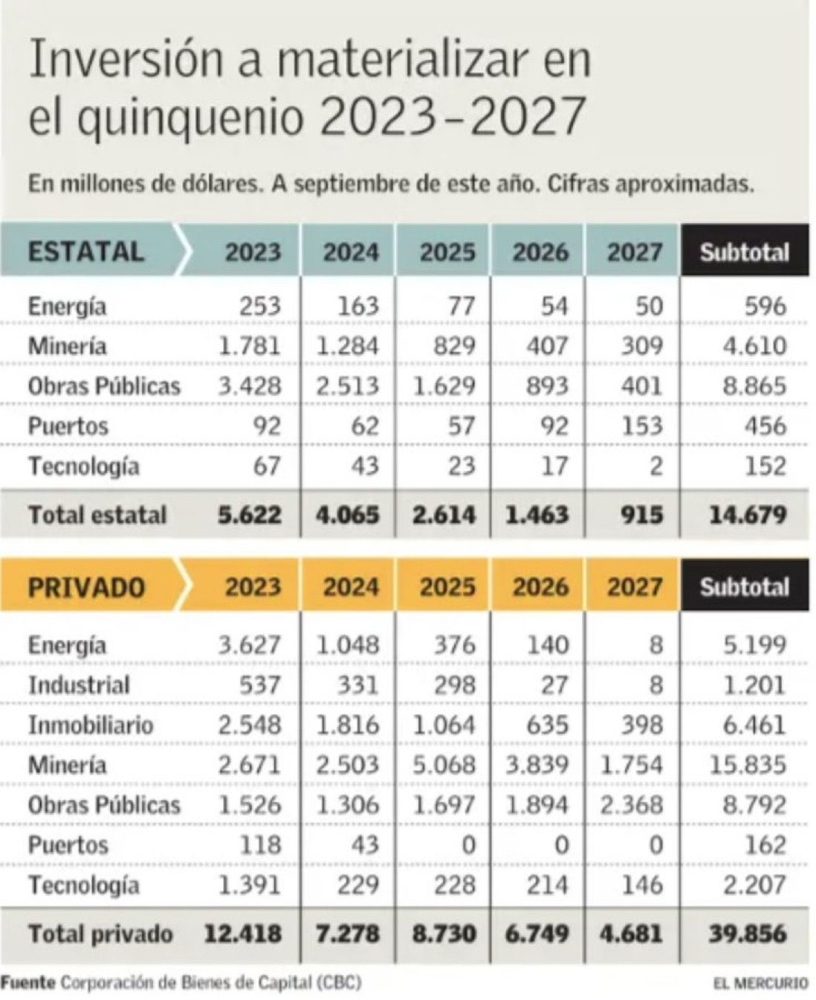 Inversión a materializar en
el quinquenio 2023–2027
En millones de dólares. A septiembre de este año. Cifras aproximadas.
ESTATAL 2023 2024 2025 2026 2027 Subtotal
Energía 253 163 77 54 50 596
Minería 1.781 1.284 829 407 309 4.610
Obras Públicas 3.428 2.513 1.629 893 401 8.865
Puertos 92 62 57 92 153 456
Tecnología 67 43 23 17 2 152
Total estatal 5.622 4.065 2.614 1.463 915 14.679
PRIVADO 2023 2024 2025 2026 2027 Subtotal
Energía 3.627 1.048 376 140 8 5.199
Industrial 537 331 298 27 8 1.201
Inmobiliario 2.548 1.816 1.064 635 398 6.461
Minería 2.671 2.503 5.068 3.839 1.754 15.835
Obras Públicas 1.526 1.306 1.697 1.894 2.368 8.792
Puertos 118 43 0 0 0 162
Tecnología 1.391 229 228 214 146 2.207
Total privado 12.418 7.278 8.730 6.749 4.681 39.856
Fuente Corporación de Bienes de Capital (CBC) EL MERCURIO